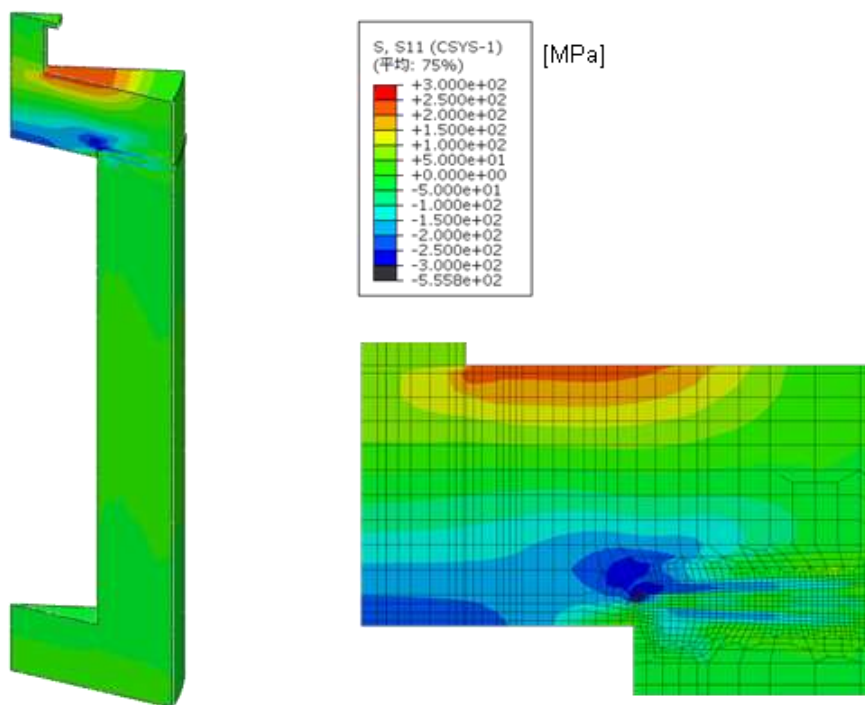 S, S11 (CSYS-1)
(平均: 75%)
+3.000e+02
+2.500e+02
+2.000e+02
+1.500e+02
+1.000e+02
+5.000e+01
+0.000e+00
-5.000e+01
-1.000e+02
-1.500e+02
-2.000e+02
-2.500e+02
-3.000e+02
-5.558e+02
[MPa]